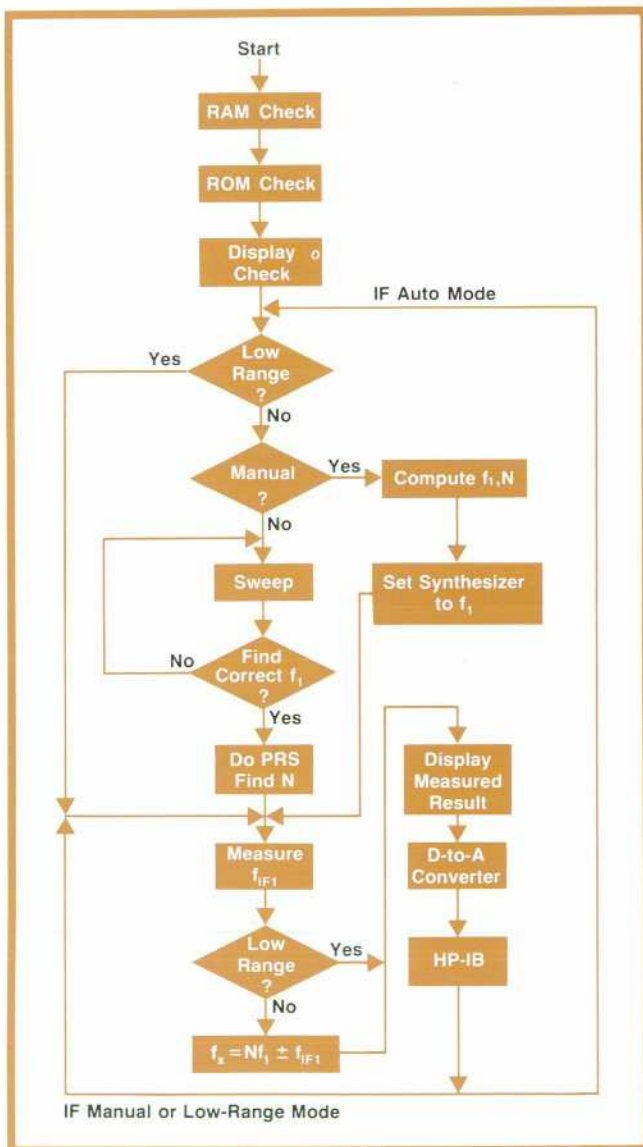 Start
RAM Check
ROM Check
Display
Check
IF Auto Mode
Yes
Low
Range
?
No
Manual
?
Yes
Compute f₁,N
No
Sweep
Set Synthesizer
to f₁
No
Find
Correct f₁
?
Yes
Do PRS
Find N
Display
Measured
Result
Measure
fIF1
D-to-A
Converter
Low
Range
?
Yes
HP-IB
No
fₓ = Nf₁ ± fIF1
IF Manual or Low-Range Mode